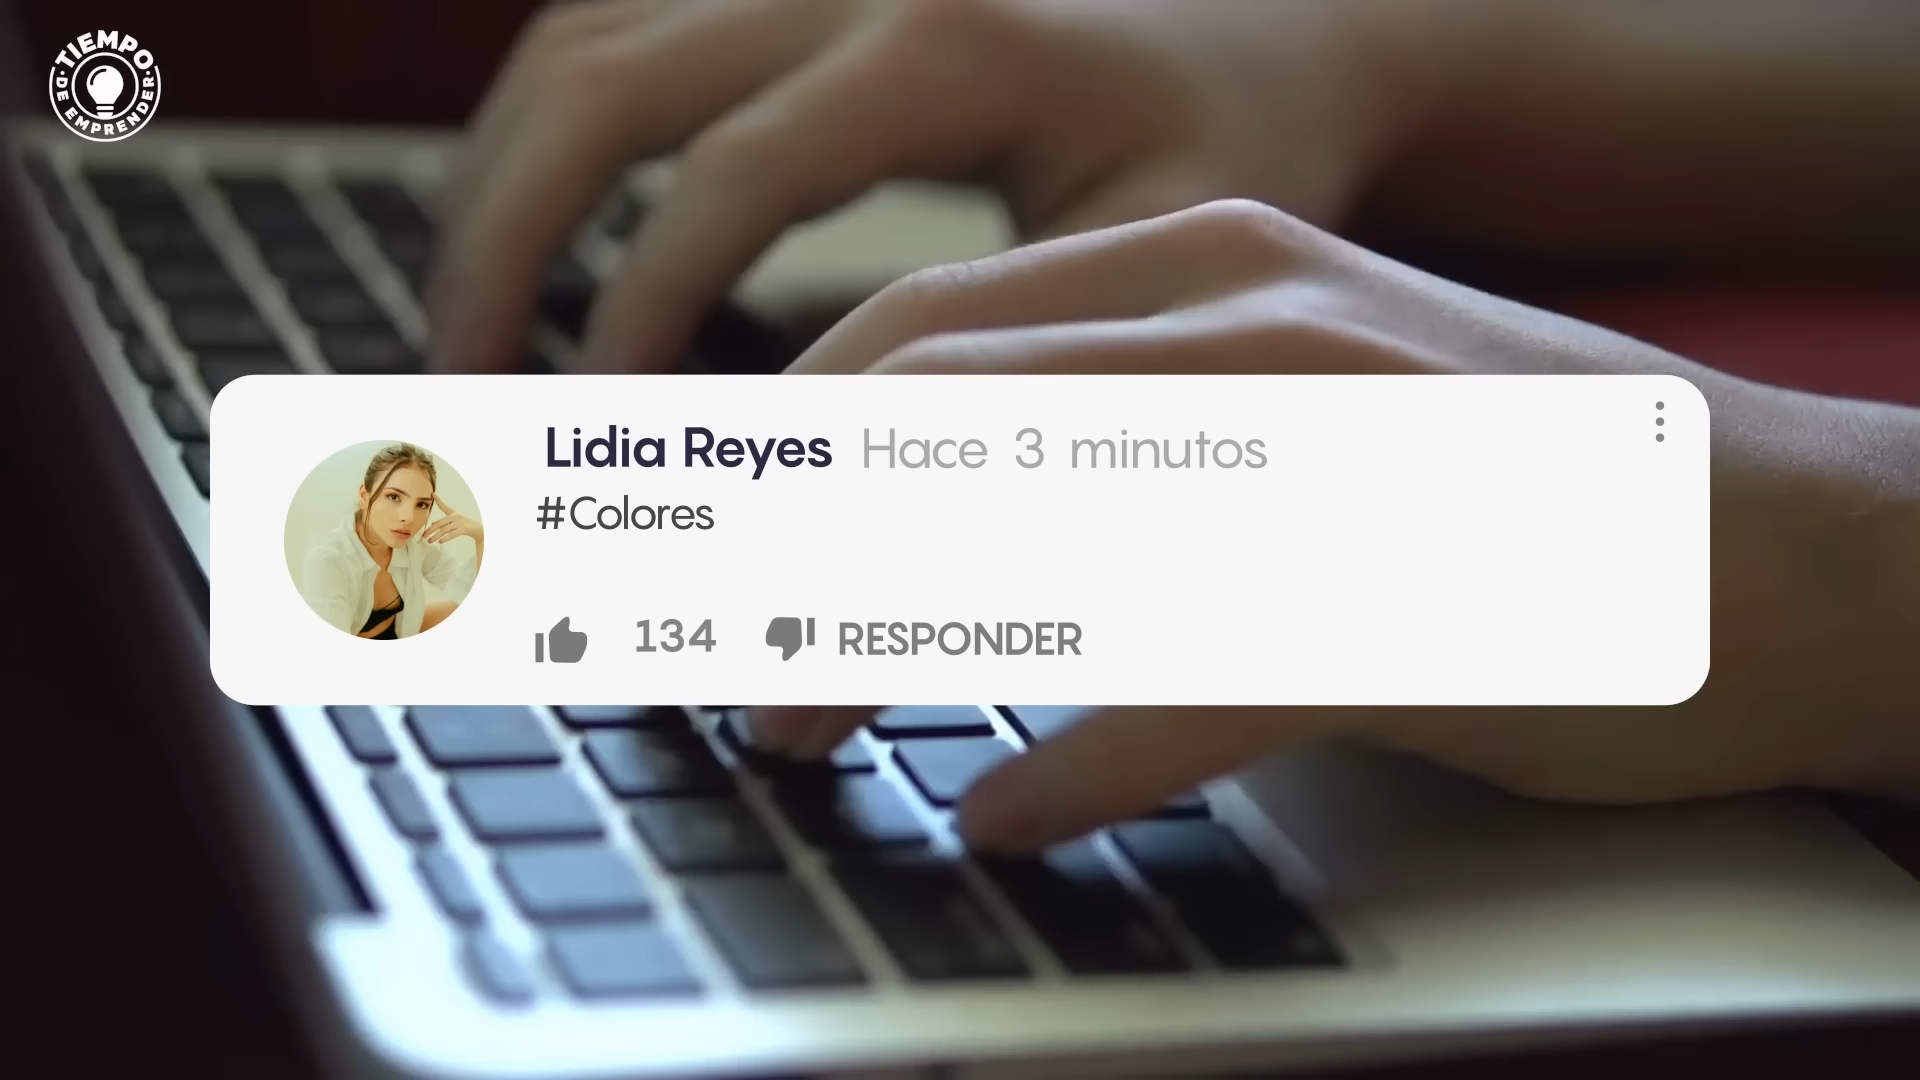 TIEMPO
DE EMPRENDER
Lidia Reyes Hace 3 minutos
#Colores
134 RESPONDER